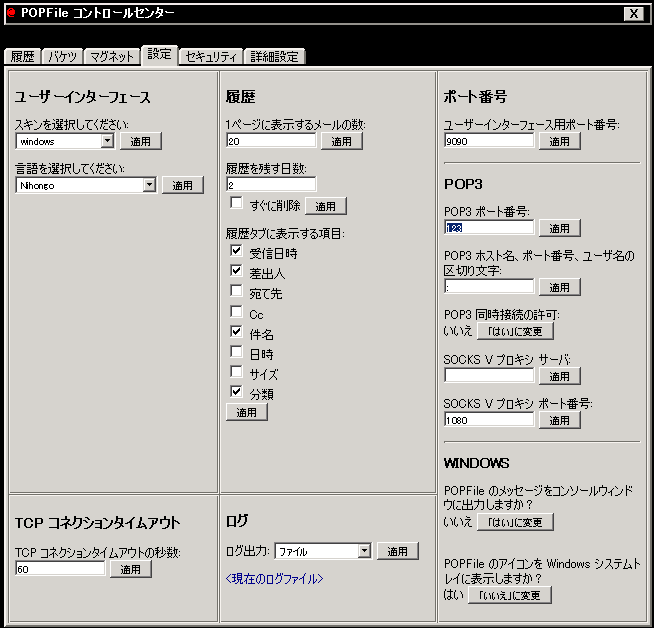 POPFile コントロールセンター
履歴 バケツ マグネット 設定 セキュリティ 詳細設定
ユーザーインターフェース
スキンを選択してください:
windows 適用
言語を選択してください:
Nihongo 適用
履歴
1ページに表示するメールの数:
20 適用
履歴を残す日数:
2
すぐに削除 適用
履歴タブに表示する項目:
受信日時
差出人
宛て先
Cc
件名
日時
サイズ
分類
適用
ポート番号
ユーザーインターフェース用ポート番号:
9090 適用
POP3
POP3 ポート番号:
123 適用
POP3 ホスト名、ポート番号、ユーザ名の
区切り文字:
: 適用
POP3 同時接続の許可:
いいえ 「はい」に変更
SOCKS V プロキシ サーバ:
適用
SOCKS V プロキシ ポート番号:
1080 適用
WINDOWS
POPFile のメッセージをコンソールウィンド
ウに出力しますか？
いいえ 「はい」に変更
POPFile のアイコンを Windows システムト
レイに表示しますか？
はい 「いいえ」に変更
TCP コネクションタイムアウト
TCP コネクションタイムアウトの秒数:
60 適用
ログ
ログ出力: ファイル 適用
<現在のログファイル>